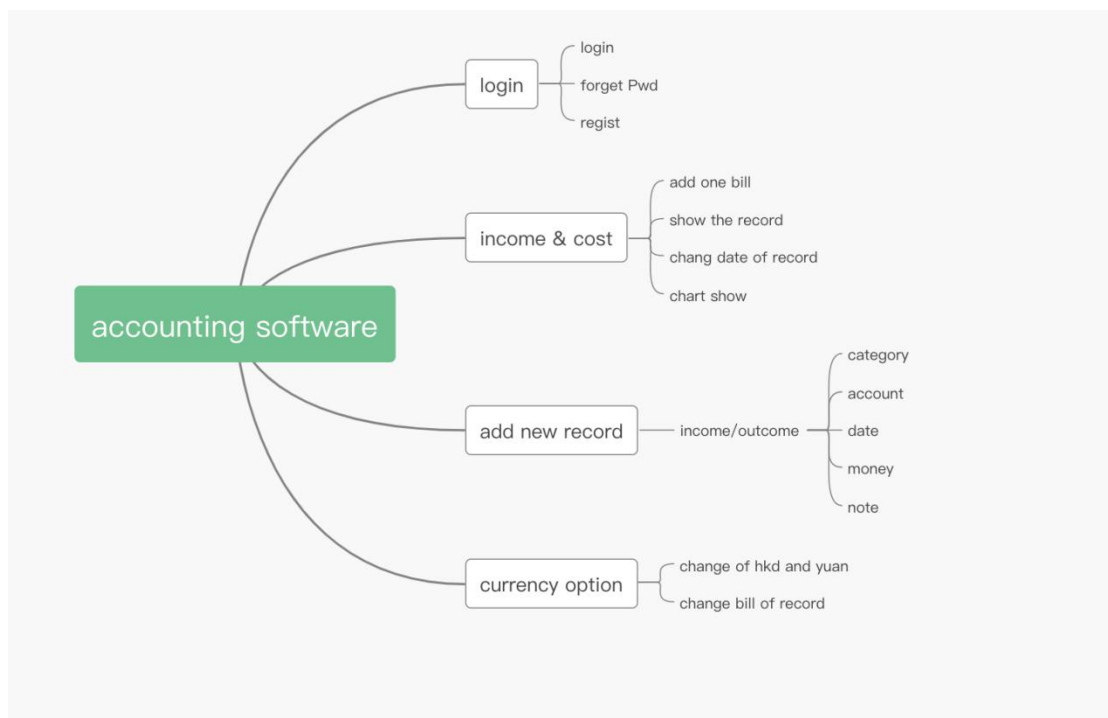 accounting software
login
login
forget Pwd
regist
income & cost
add one bill
show the record
chang date of record
chart show
add new record
income/outcome
category
account
date
money
note
currency option
change of hkd and yuan
change bill of record